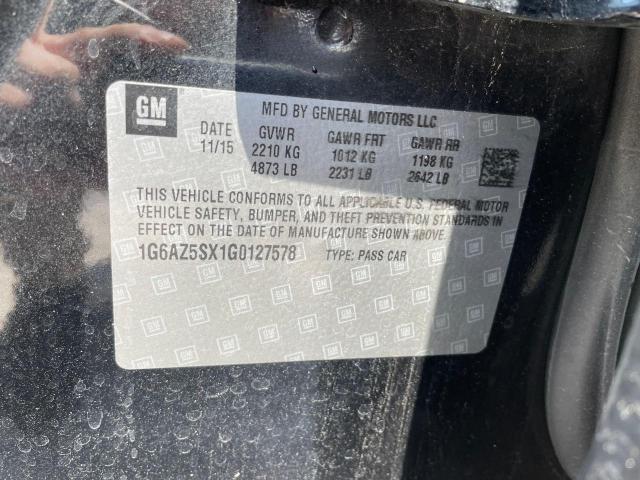 GM
MFD BY GENERAL MOTORS LLC
DATE GVWR GAWR FRT GAWR RR
11/15 2210 KG 1012 KG 1198 KG
4873 LB 2231 LB 2642 LB
THIS VEHICLE CONFORMS TO ALL APPLICABLE U.S. FEDERAL MOTOR
VEHICLE SAFETY, BUMPER, AND THEFT PREVENTION STANDARDS IN
EFFECT ON THE DATE OF MANUFACTURE SHOWN ABOVE.
1G6AZ5SX1G0127578 TYPE: PASS CAR